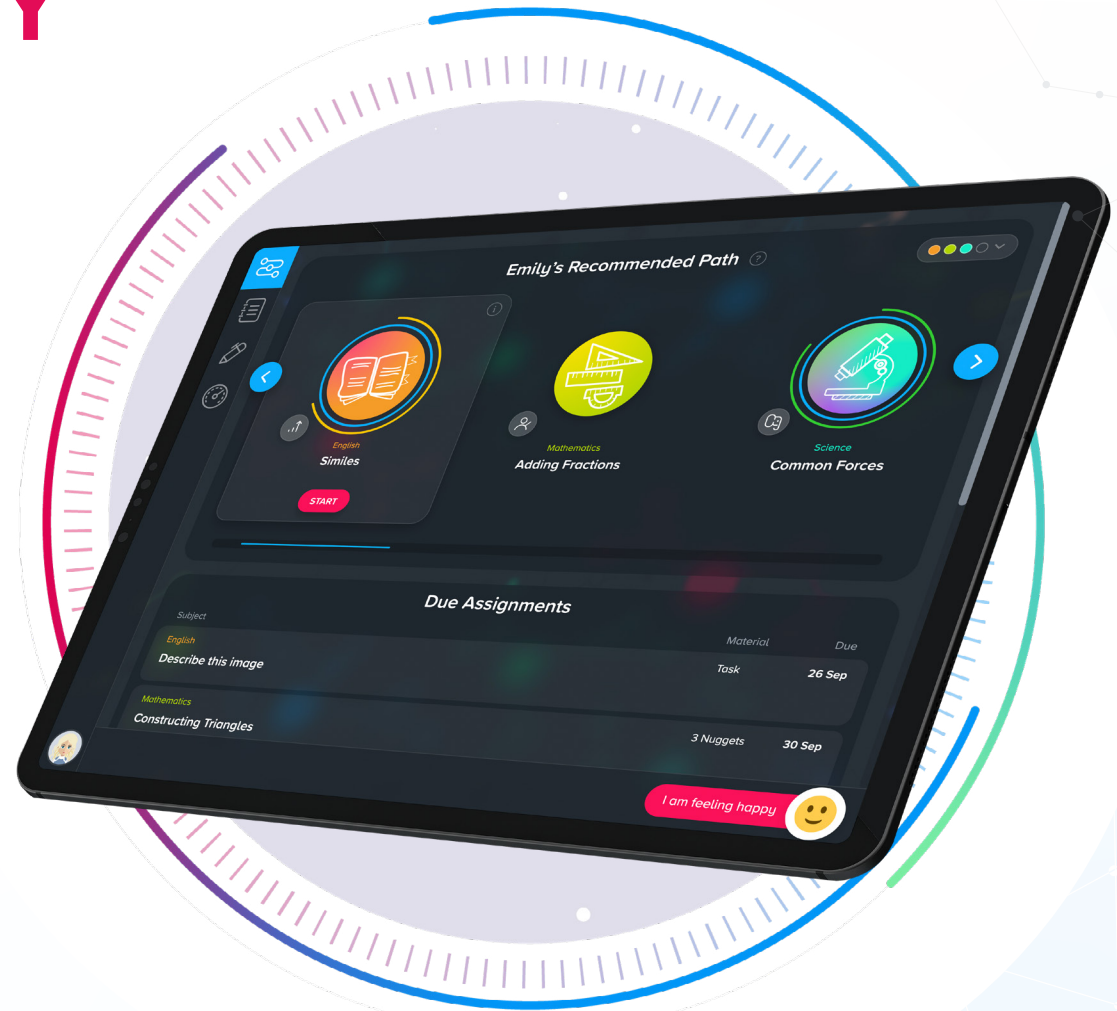 Y
Emily's Recommended Path ?
i
English
Similes
START
Mathematics
Adding Fractions
Science
Common Forces
Due Assignments
Subject Material Due
English
Describe this image Task 26 Sep
Mathematics
Constructing Triangles 3 Nuggets 30 Sep
I am feeling happy